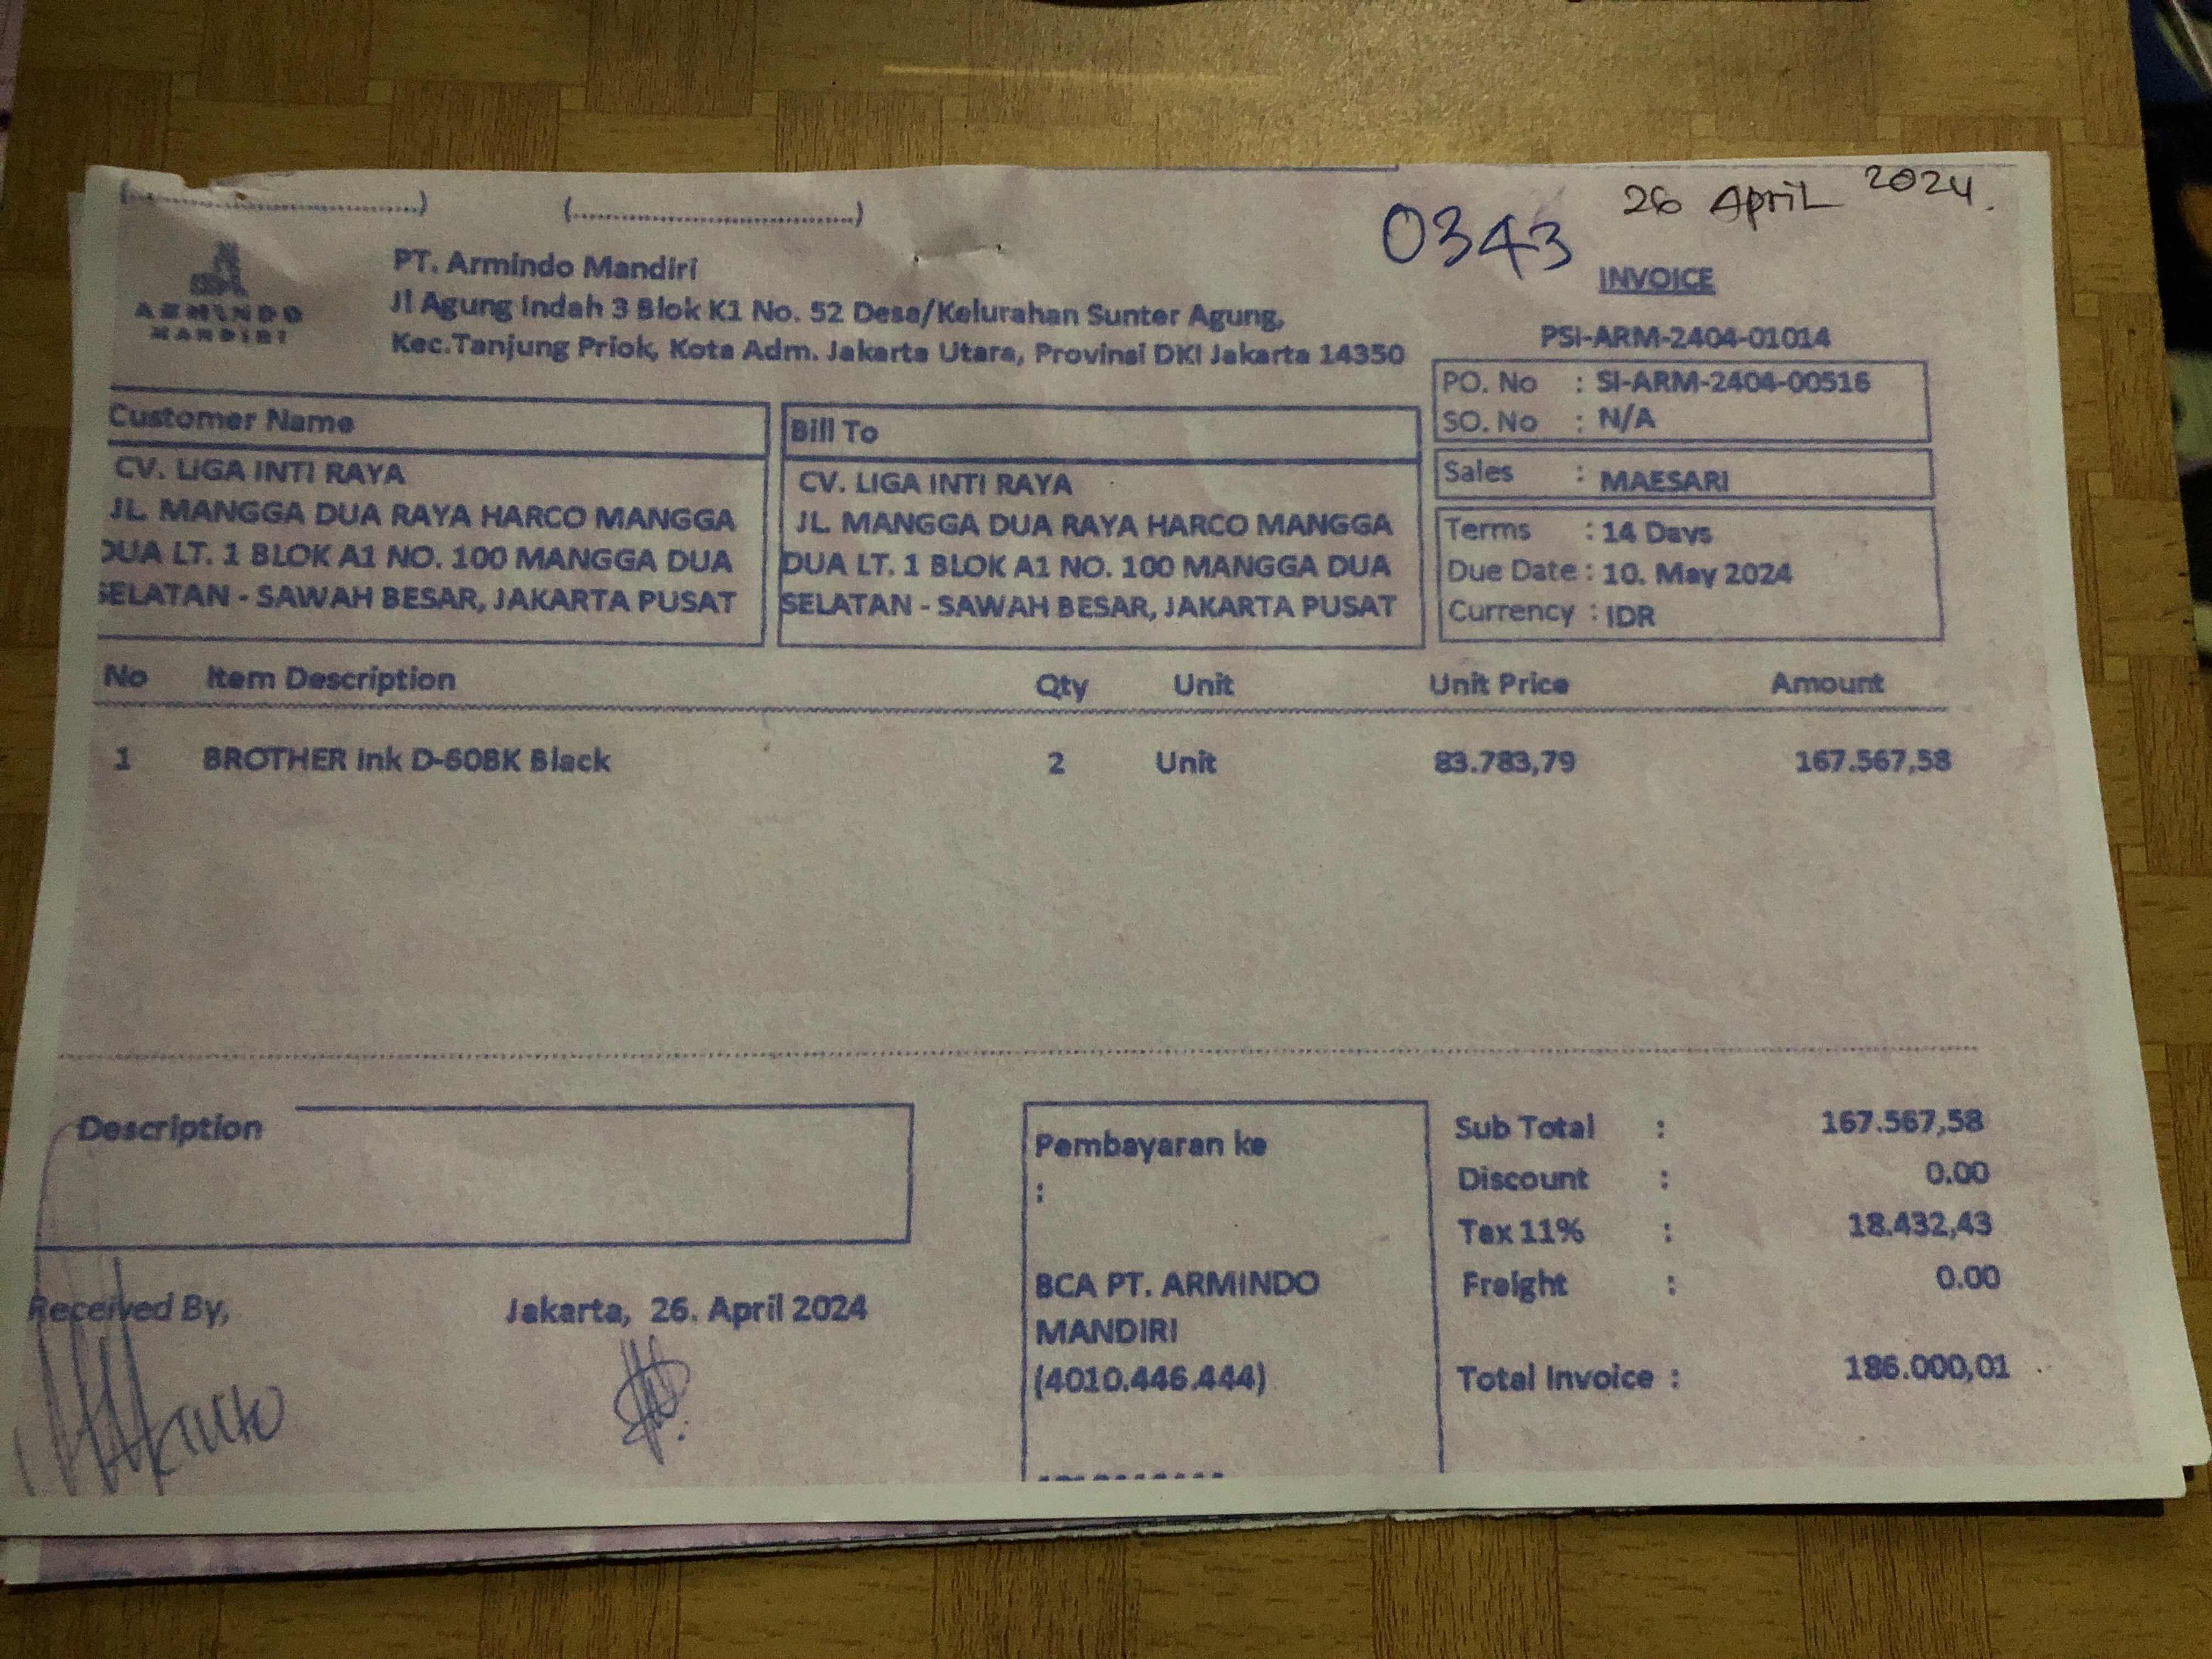 (..............................) (..............................)
0343 26 April 2024.
ARMINDO
MANDIRI
PT. Armindo Mandiri
Jl Agung Indah 3 Blok K1 No. 52 Desa/Kelurahan Sunter Agung,
Kec.Tanjung Priok, Kota Adm. Jakarta Utara, Provinsi DKI Jakarta 14350
INVOICE
PSI-ARM-2404-01014
PO. No : SI-ARM-2404-00516
SO. No : N/A
Sales : MAESARI
Terms : 14 Days
Due Date : 10. May 2024
Currency : IDR
Customer Name
CV. LIGA INTI RAYA
JL. MANGGA DUA RAYA HARCO MANGGA
DUA LT. 1 BLOK A1 NO. 100 MANGGA DUA
SELATAN - SAWAH BESAR, JAKARTA PUSAT
Bill To
CV. LIGA INTI RAYA
JL. MANGGA DUA RAYA HARCO MANGGA
DUA LT. 1 BLOK A1 NO. 100 MANGGA DUA
SELATAN - SAWAH BESAR, JAKARTA PUSAT
No Item Description Qty Unit Unit Price Amount
1 BROTHER Ink D-60BK Black 2 Unit 83.783,79 167.567,58
Description
Received By,
Jakarta, 26. April 2024
Pembayaran ke
:
BCA PT. ARMINDO
MANDIRI
(4010.446.444)
Sub Total : 167.567,58
Discount : 0.00
Tax 11% : 18.432,43
Freight : 0.00
Total Invoice : 186.000,01